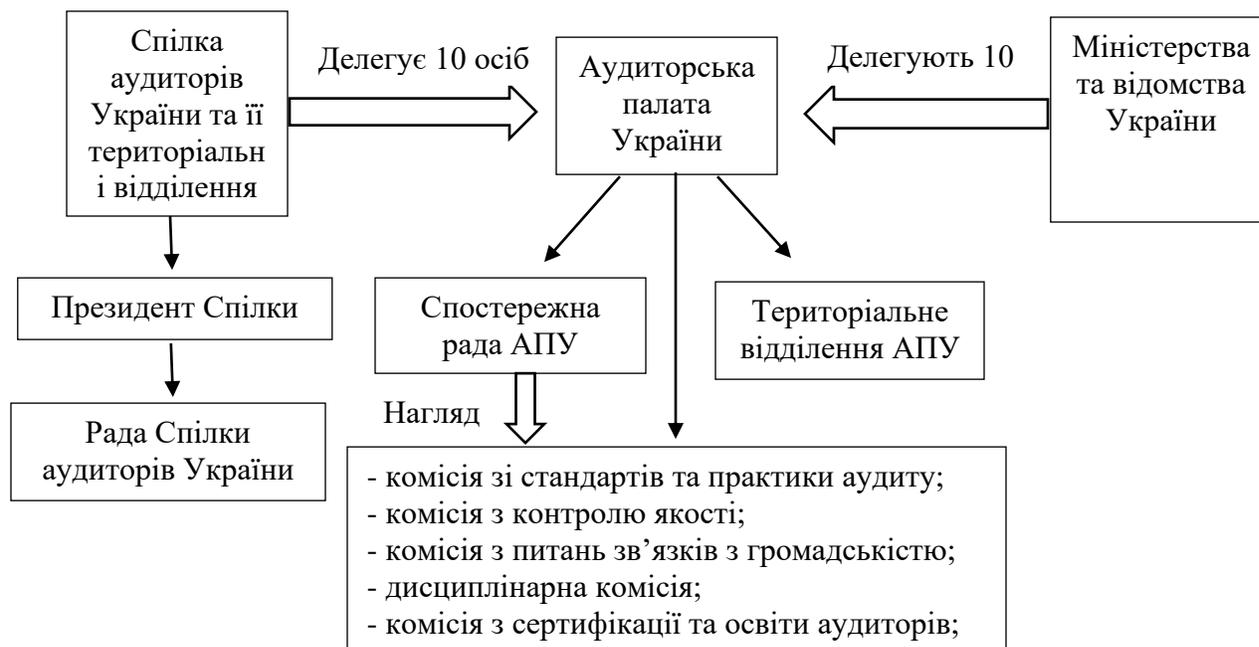 Спілка
аудиторів
України та її
територіальн
і відділення
Делегує 10 осіб
Аудиторська
палата
України
Делегують 10
Міністерства
та відомства
України
Президент Спілки
Спостережна
рада АПУ
Територіальне
відділення АПУ
Рада Спілки
аудиторів України
Нагляд
- комісія зі стандартів та практики аудиту;
- комісія з контролю якості;
- комісія з питань зв’язків з громадськістю;
- дисциплінарна комісія;
- комісія з сертифікації та освіти аудиторів;